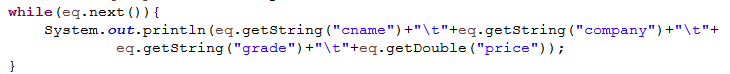 while(eq.next()){
System.out.println(eq.getString("cname")+"\t"+eq.getString("company")+"\t"+
eq.getString("grade")+"\t"+eq.getDouble("price"));
}